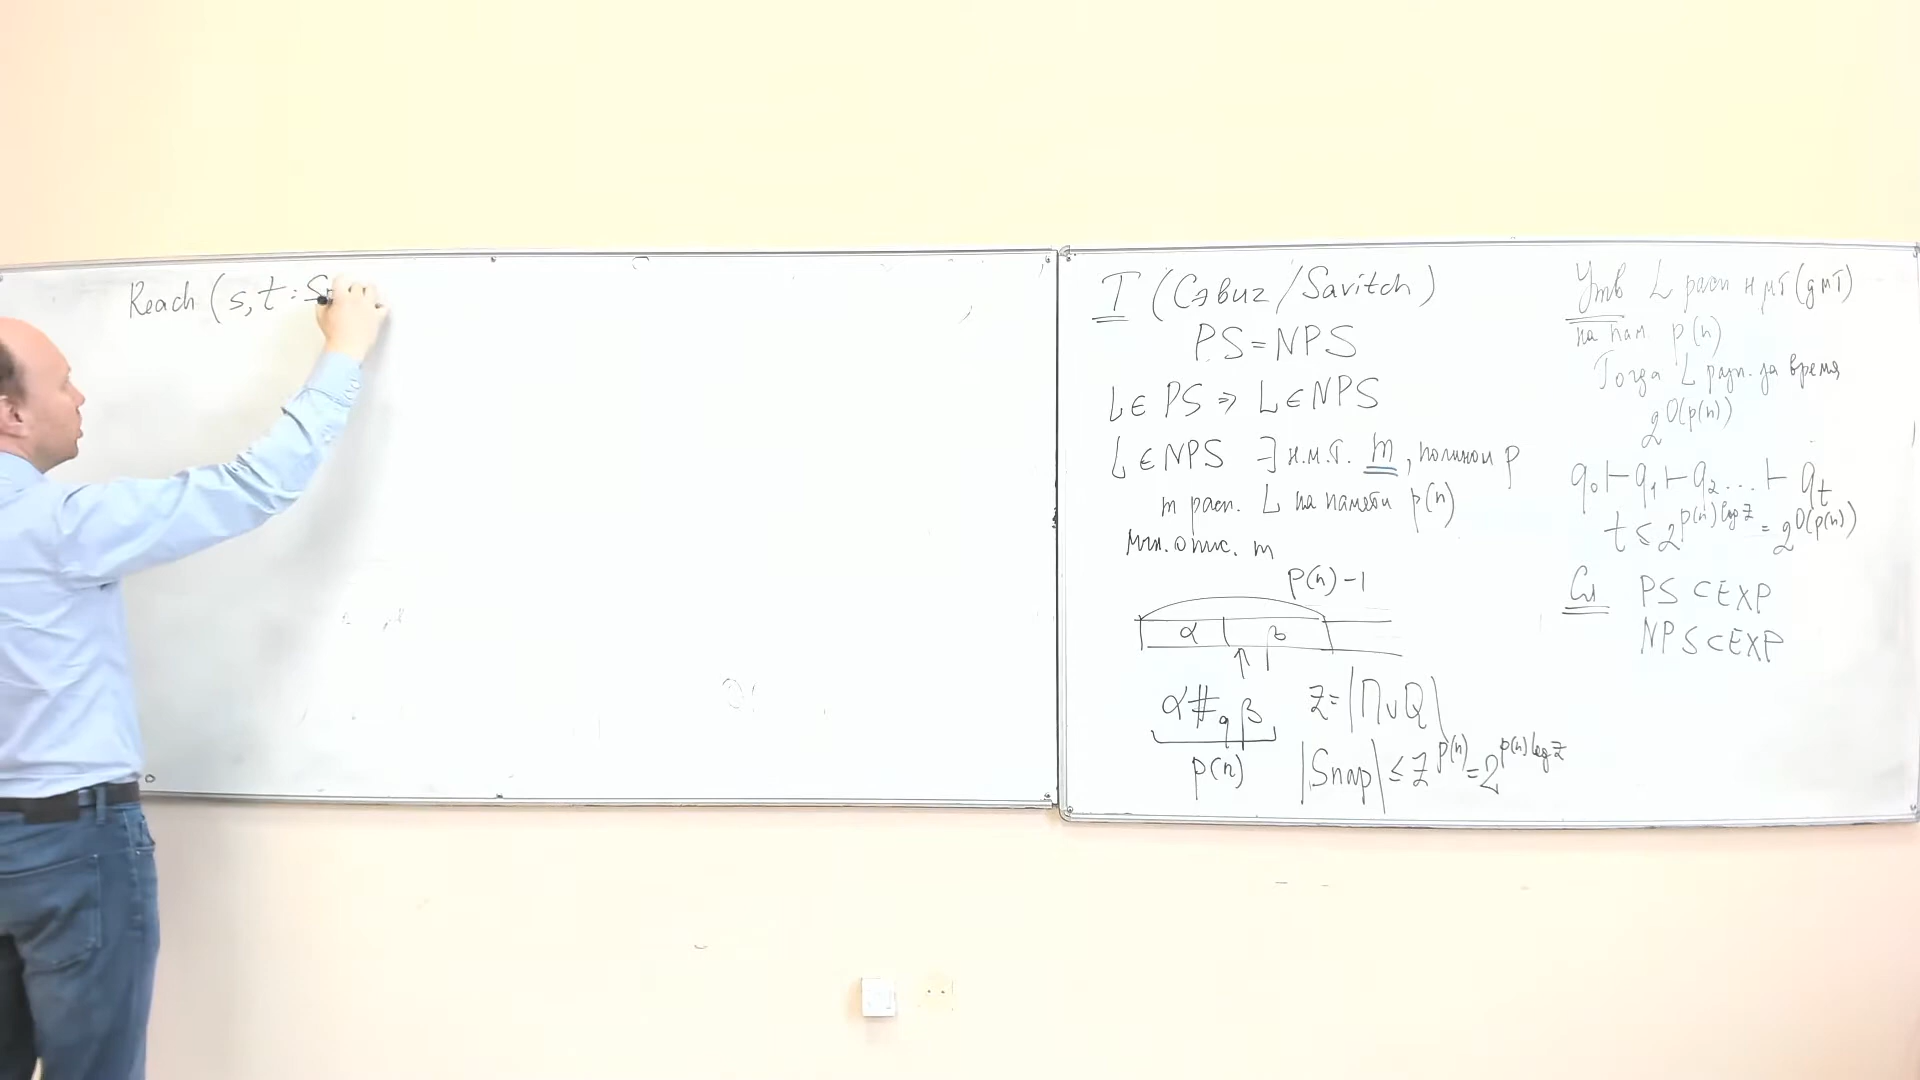 Reach (s, t : S
T (Сэвич / Savitch)
PS = NPS
L ∈ PS ⇒ L ∈ NPS
L ∈ NPS ∃ н.м.т. m, полином p
m расп. L на памяти p(n)
мгн. опис. m
p(n)-1
α β
α #q β
p(n)
z = |Π ∪ Q|
|Snap| ≤ z^p(n) = 2^p(n) log z
Утв L расп нмт (дмт)
на пам. p(n)
Тогда L расп. за время
2^O(p(n))
q₀ ⊢ q₁ ⊢ q₂ ... ⊢ qt
t ≤ 2^p(n) log z = 2^O(p(n))
Сл PS ⊂ EXP
NPS ⊂ EXP